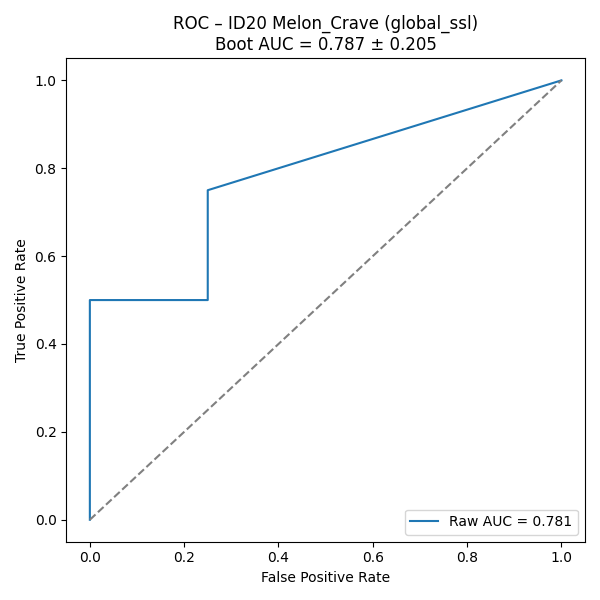 ROC – ID20 Melon_Crave (global_ssl)
Boot AUC = 0.787 ± 0.205
True Positive Rate
1.0
0.8
0.6
0.4
0.2
0.0
0.0 0.2 0.4 0.6 0.8 1.0
False Positive Rate
Raw AUC = 0.781